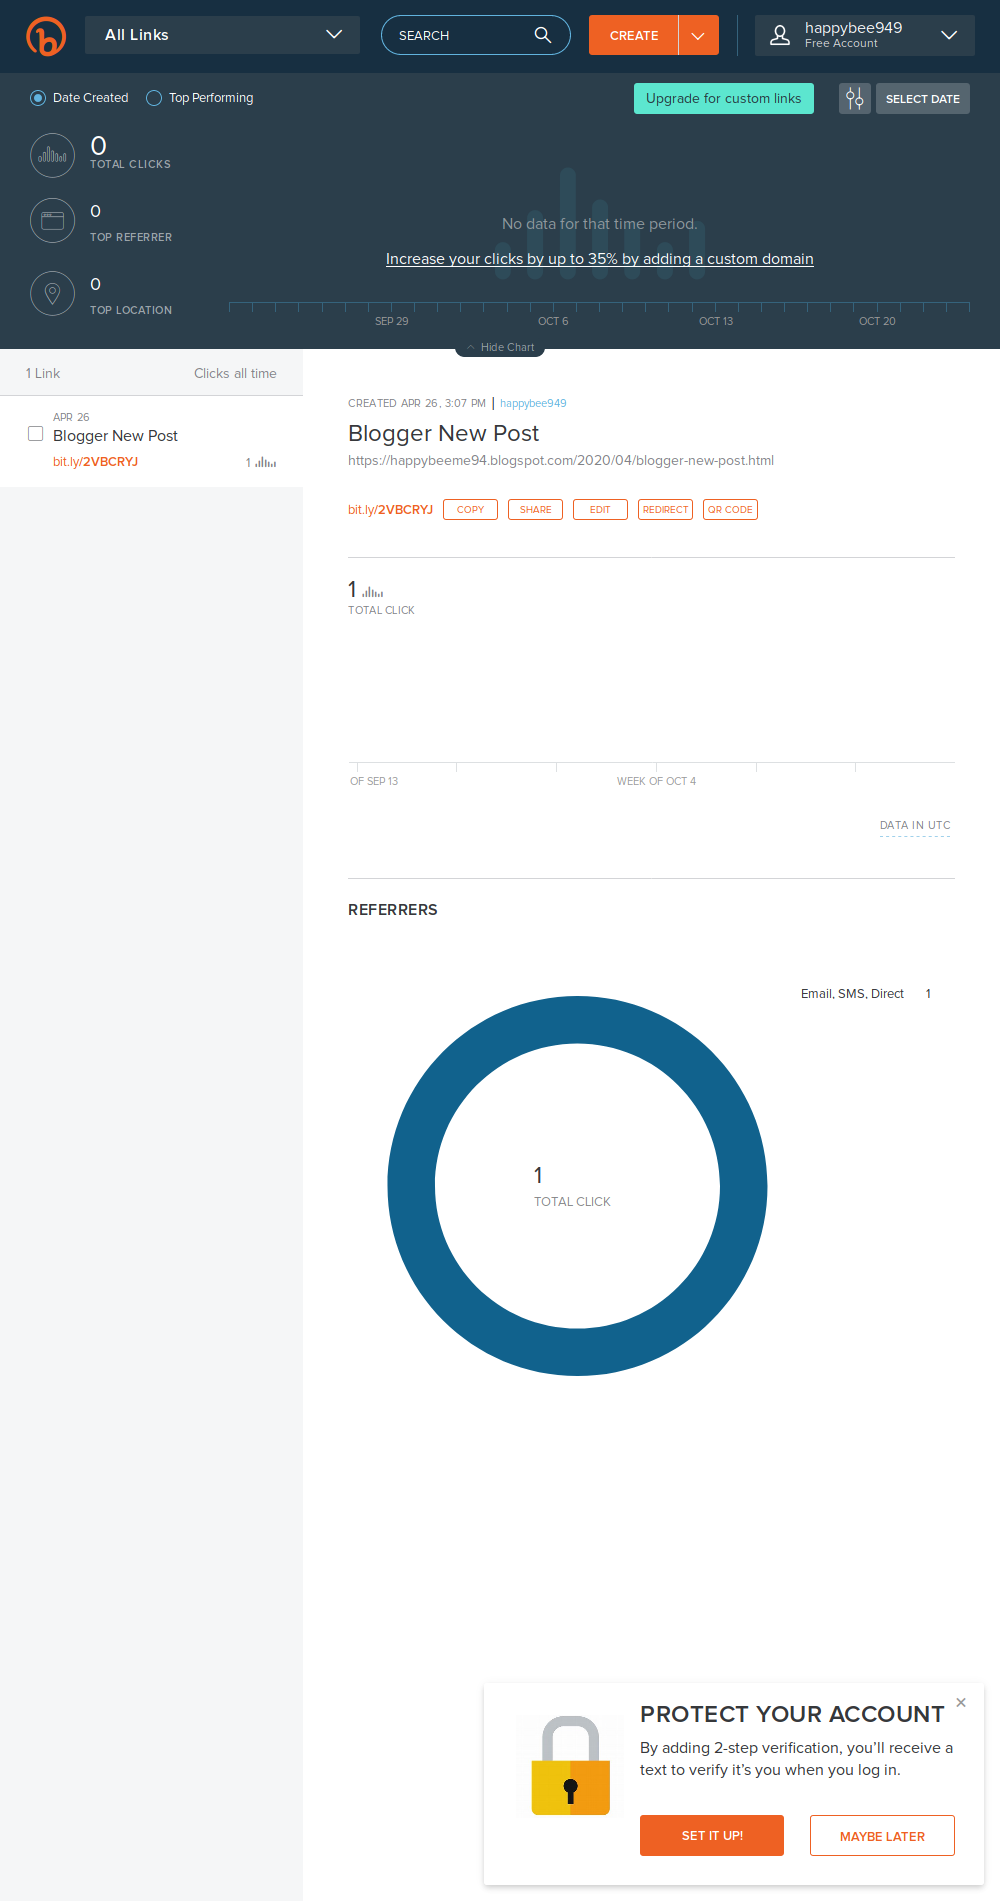 All Links
SEARCH
CREATE
happybee949
Free Account
Date Created
Top Performing
Upgrade for custom links
SELECT DATE
0
TOTAL CLICKS
0
TOP REFERRER
0
TOP LOCATION
No data for that time period.
Increase your clicks by up to 35% by adding a custom domain
SEP 29
OCT 6
OCT 13
OCT 20
Hide Chart
1 Link
Clicks all time
APR 26
Blogger New Post
bit.ly/2VBCRYJ
1
CREATED APR 26, 3:07 PM | happybee949
Blogger New Post
https://happybeeme94.blogspot.com/2020/04/blogger-new-post.html
bit.ly/2VBCRYJ
COPY
SHARE
EDIT
REDIRECT
QR CODE
1
TOTAL CLICK
OF SEP 13
WEEK OF OCT 4
DATA IN UTC
REFERRERS
Email, SMS, Direct 1
1
TOTAL CLICK
PROTECT YOUR ACCOUNT
By adding 2-step verification, you'll receive a
text to verify it's you when you log in.
SET IT UP!
MAYBE LATER